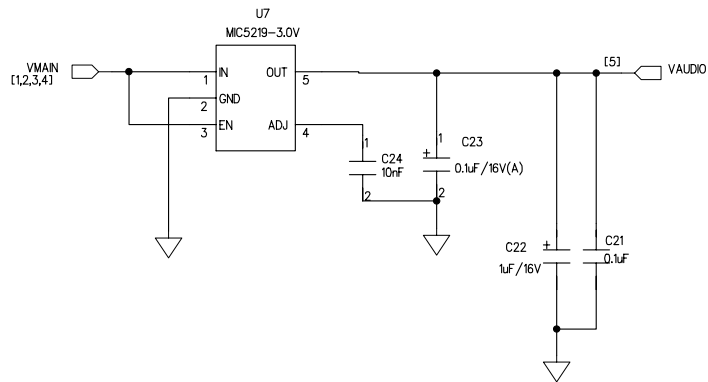 U7
MIC5219-3.0V
VMAIN
[1,2,3,4]
1
IN
OUT
5
[5]
VAUDIO
2
GND
3
EN
ADJ
4
1
C24
10nF
2
1
+
C23
0.1uF/16V(A)
2
C22
+
1uF/16V
C21
0.1uF